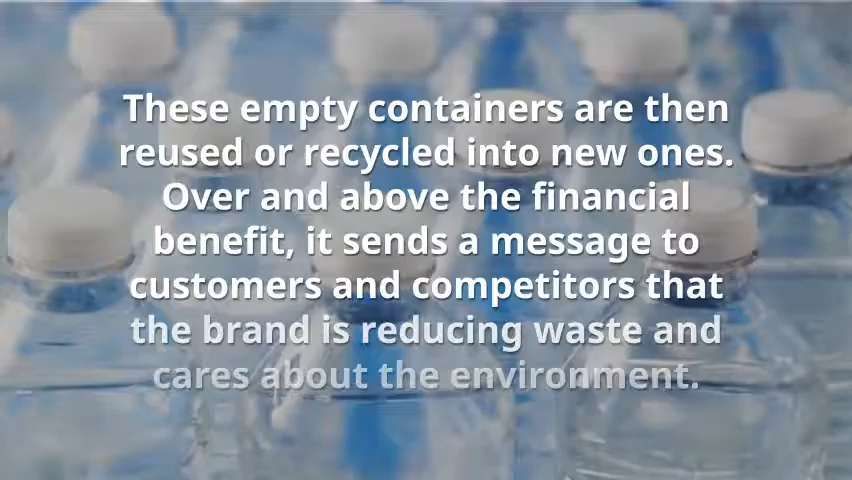 These empty containers are then
reused or recycled into new ones.
Over and above the financial
benefit, it sends a message to
customers and competitors that
the brand is reducing waste and
cares about the environment.